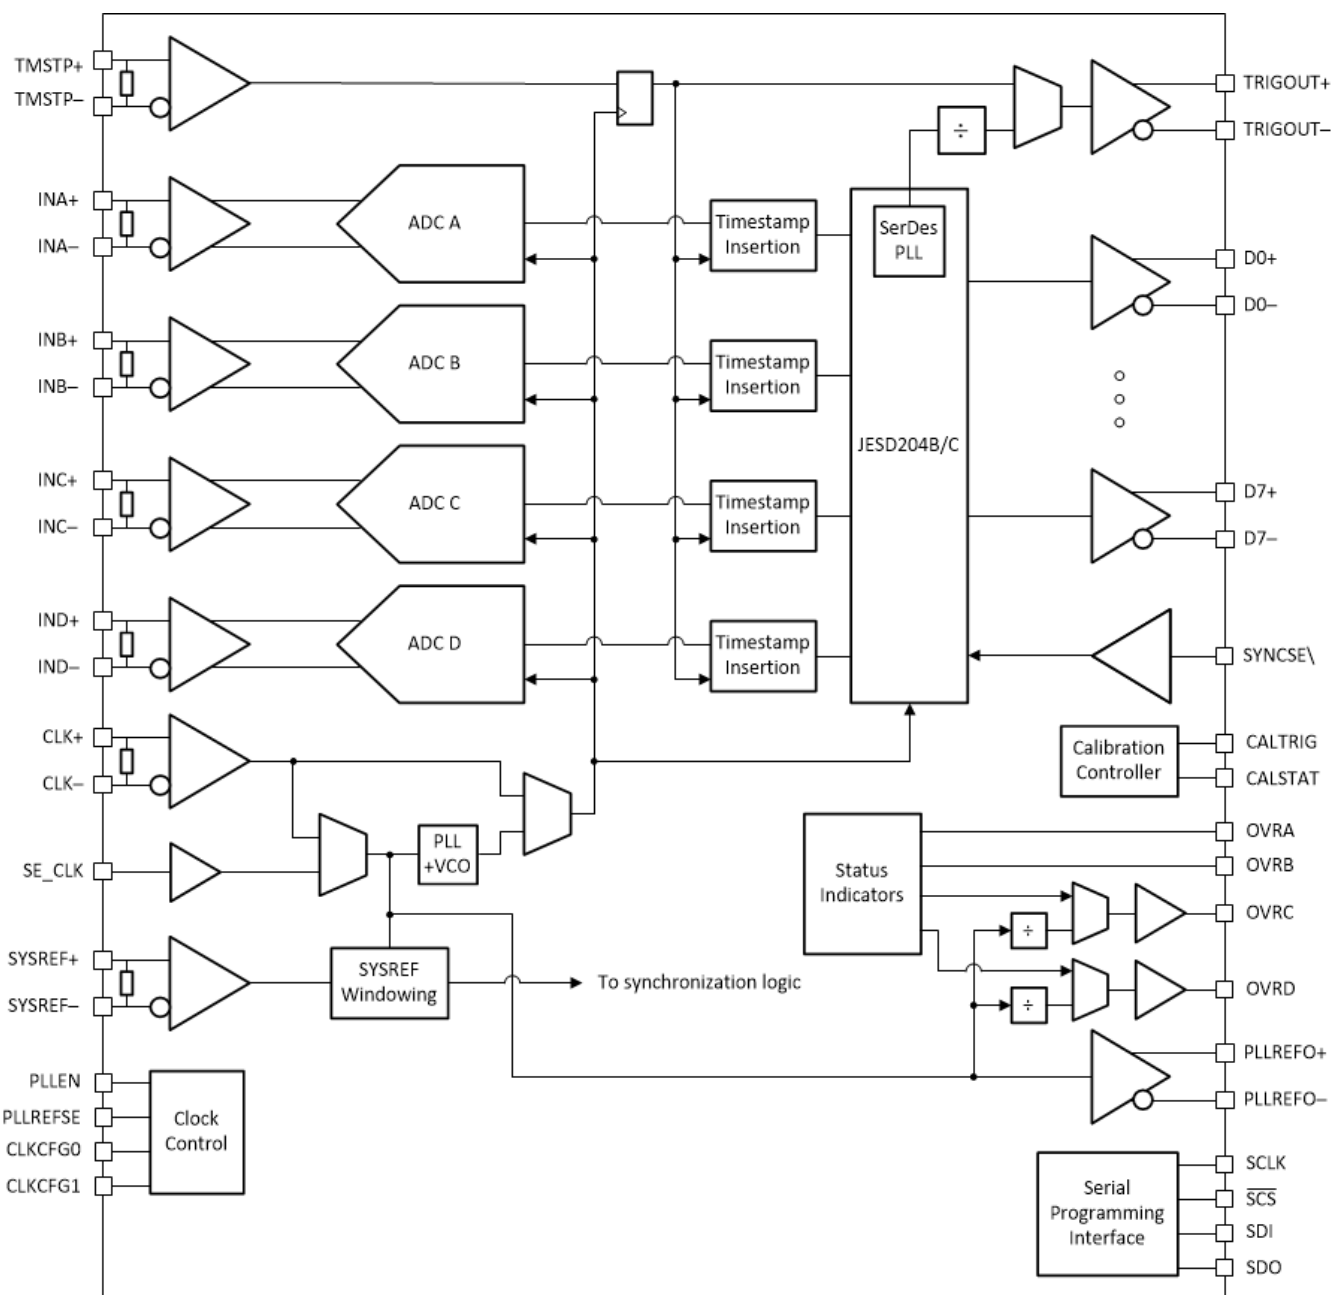 TMSTP+
TMSTP–
TRIGOUT+
TRIGOUT–
÷
INA+
INA–
ADC A
Timestamp
Insertion
SerDes
PLL
D0+
D0–
INB+
INB–
ADC B
Timestamp
Insertion
JESD204B/C
INC+
INC–
ADC C
Timestamp
Insertion
D7+
D7–
IND+
IND–
ADC D
Timestamp
Insertion
SYNCSE\
CLK+
CLK–
Calibration
Controller
CALTRIG
CALSTAT
SE_CLK
PLL
+VCO
Status
Indicators
OVRA
OVRB
OVRC
÷
OVRD
÷
SYSREF+
SYSREF–
SYSREF
Windowing
To synchronization logic
PLLREFO+
PLLREFO–
PLLEN
PLLREFSE
CLKCFG0
CLKCFG1
Clock
Control
Serial
Programming
Interface
SCLK
S̅C̅S̅
SDI
SDO